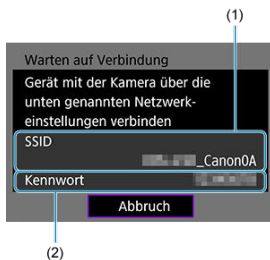 (1)
Warten auf Verbindung
Gerät mit der Kamera über die
unten genannten Netzwerk-
einstellungen verbinden
SSID
_Canon0A
Kennwort
Abbruch
(2)